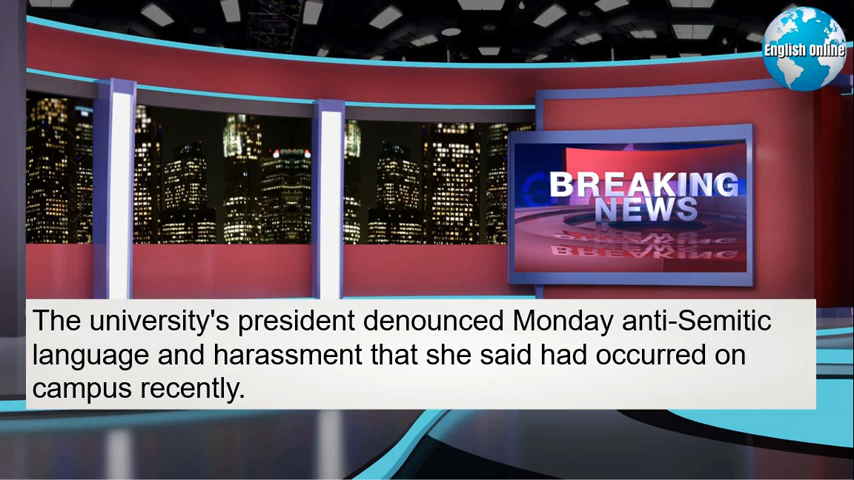 English Online
BREAKING
NEWS
The university's president denounced Monday anti-Semitic
language and harassment that she said had occurred on
campus recently.